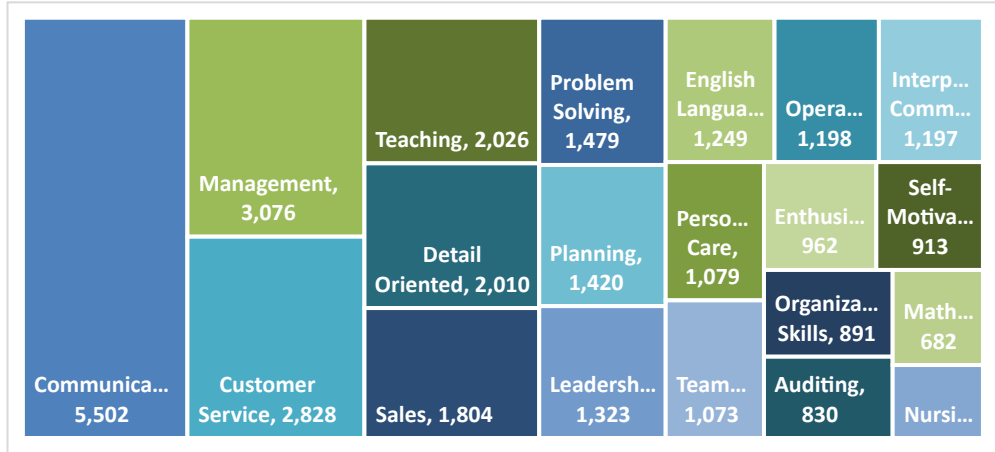 Communica...
5,502
Management,
3,076
Customer
Service, 2,828
Teaching, 2,026
Detail
Oriented, 2,010
Sales, 1,804
Problem
Solving,
1,479
Planning,
1,420
Leadersh...
1,323
English
Langua...
1,249
Opera...
1,198
Interp...
Comm...
1,197
Perso...
Care,
1,079
Team...
1,073
Enthusi...
962
Self-
Motiva...
913
Organiza...
Skills, 891
Auditing,
830
Math...
682
Nursi...